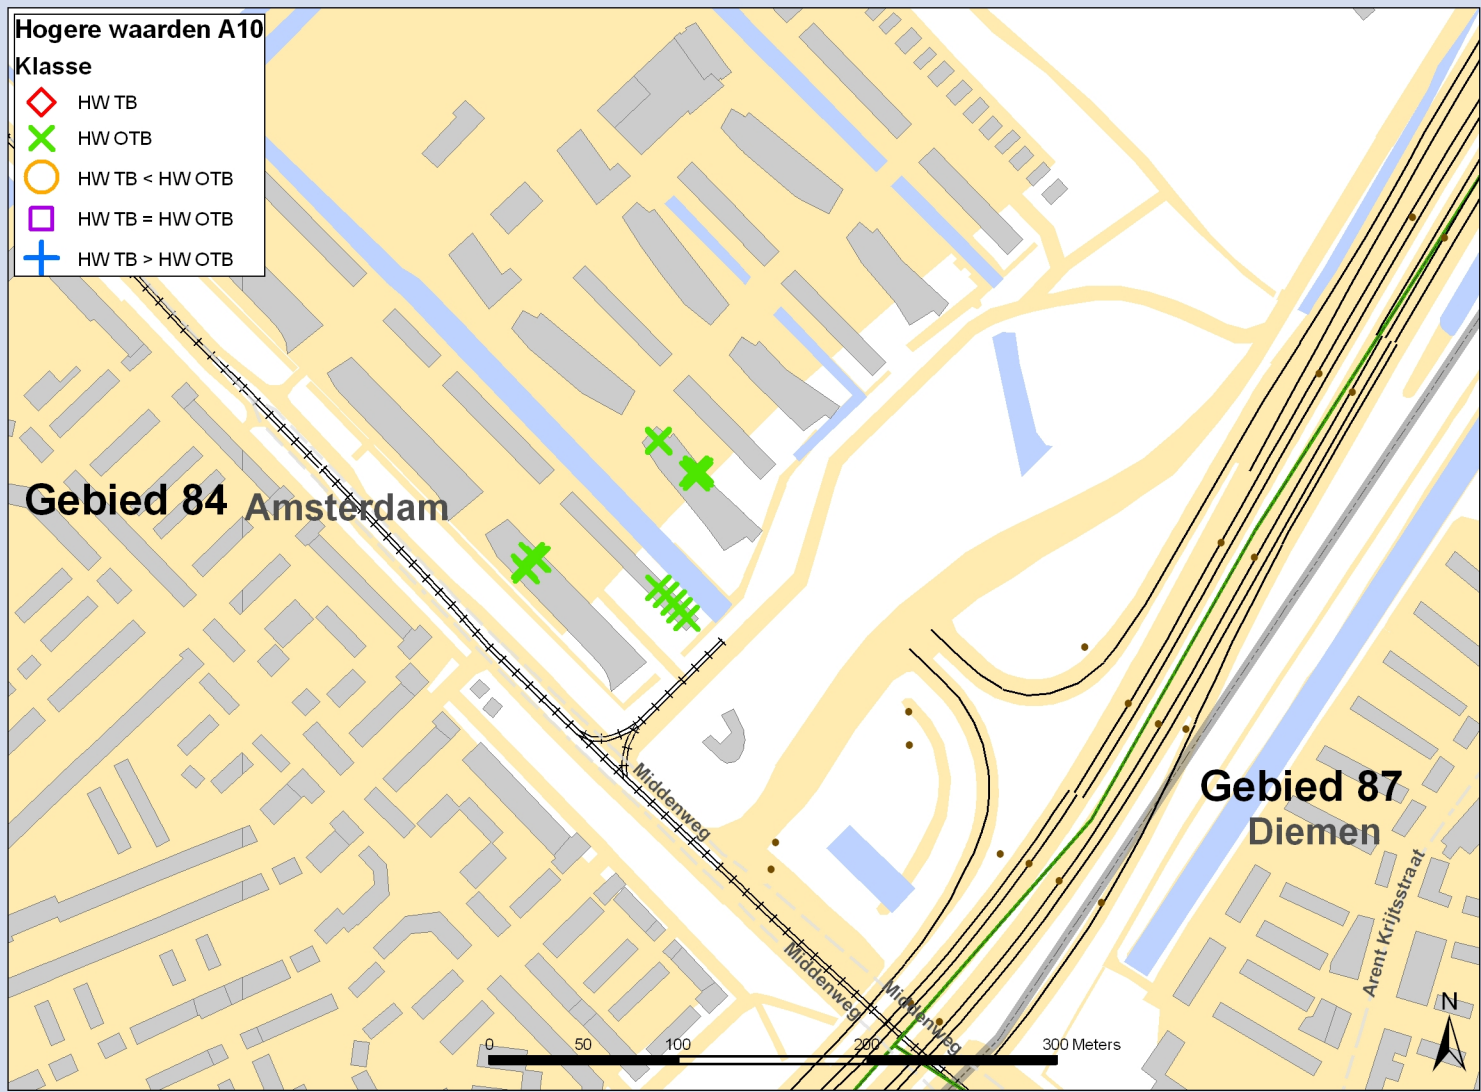 Hogere waarden A10
Klasse
HW TB
HW OTB
HW TB < HW OTB
HW TB = HW OTB
HW TB > HW OTB
Gebied 84
Amsterdam
Middenweg
Gebied 87
Diemen
Arent Krijtsstraat
Middenweg
Middenweg
N
0 50 100 200 300 Meters